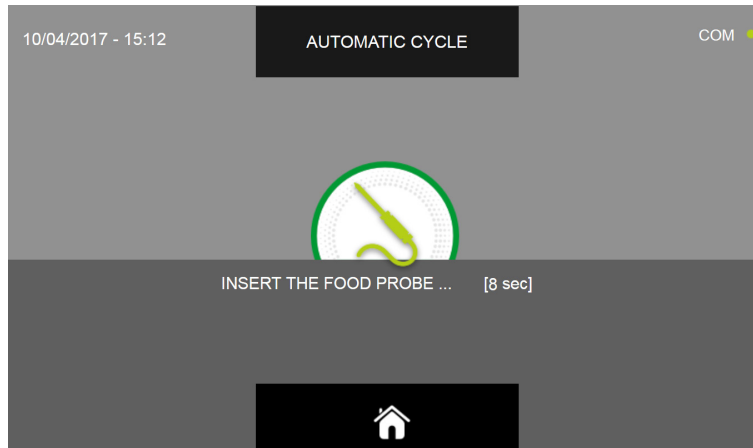 10/04/2017 - 15:12
AUTOMATIC CYCLE
COM
INSERT THE FOOD PROBE ... [8 sec]